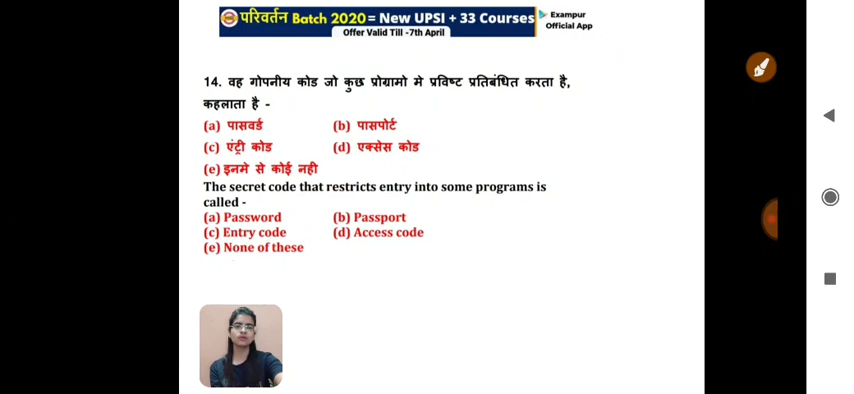 परिवर्तन Batch 2020 = New UPSI + 33 Courses
Exampur
Official App
Offer Valid Till -7th April
14. वह गोपनीय कोड जो कुछ प्रोग्रामो मे प्रविष्ट प्रतिबंधित करता है,
कहलाता है -
(a) पासवर्ड (b) पासपोर्ट
(c) एंट्री कोड (d) एक्सेस कोड
(e) इनमे से कोई नही
The secret code that restricts entry into some programs is
called -
(a) Password (b) Passport
(c) Entry code (d) Access code
(e) None of these